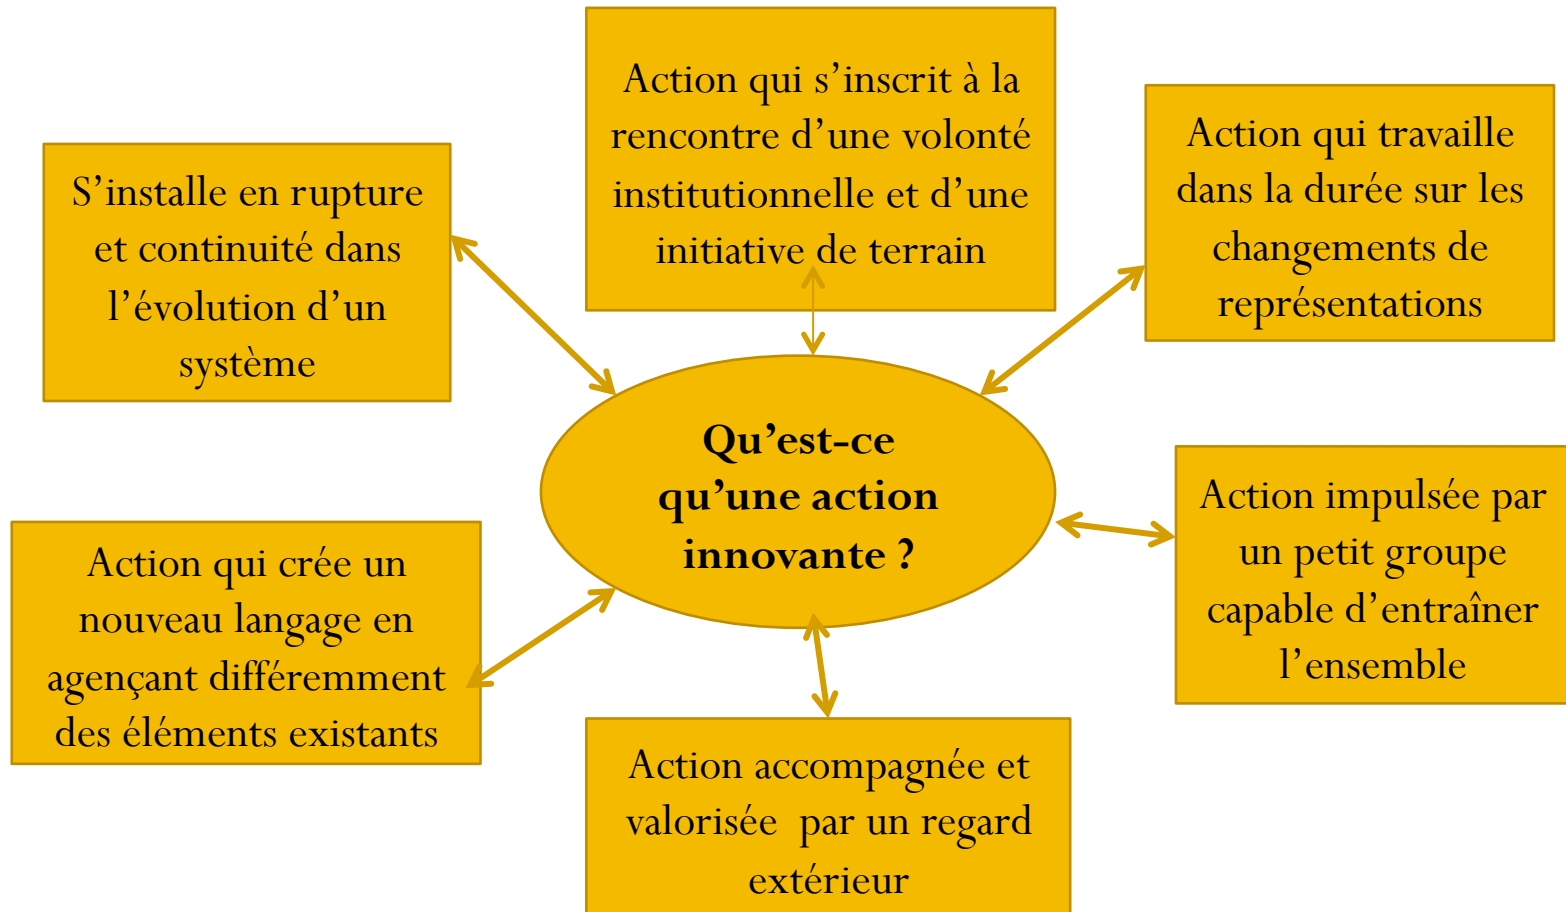 Action qui s’inscrit à la
rencontre d’une volonté
institutionnelle et d’une
initiative de terrain
Action qui travaille
dans la durée sur les
changements de
représentations
S’installe en rupture
et continuité dans
l’évolution d’un
système
Qu’est-ce
qu’une action
innovante ?
Action impulsée par
un petit groupe
capable d’entraîner
l’ensemble
Action qui crée un
nouveau langage en
agençant différemment
des éléments existants
Action accompagnée et
valorisée  par un regard
extérieur